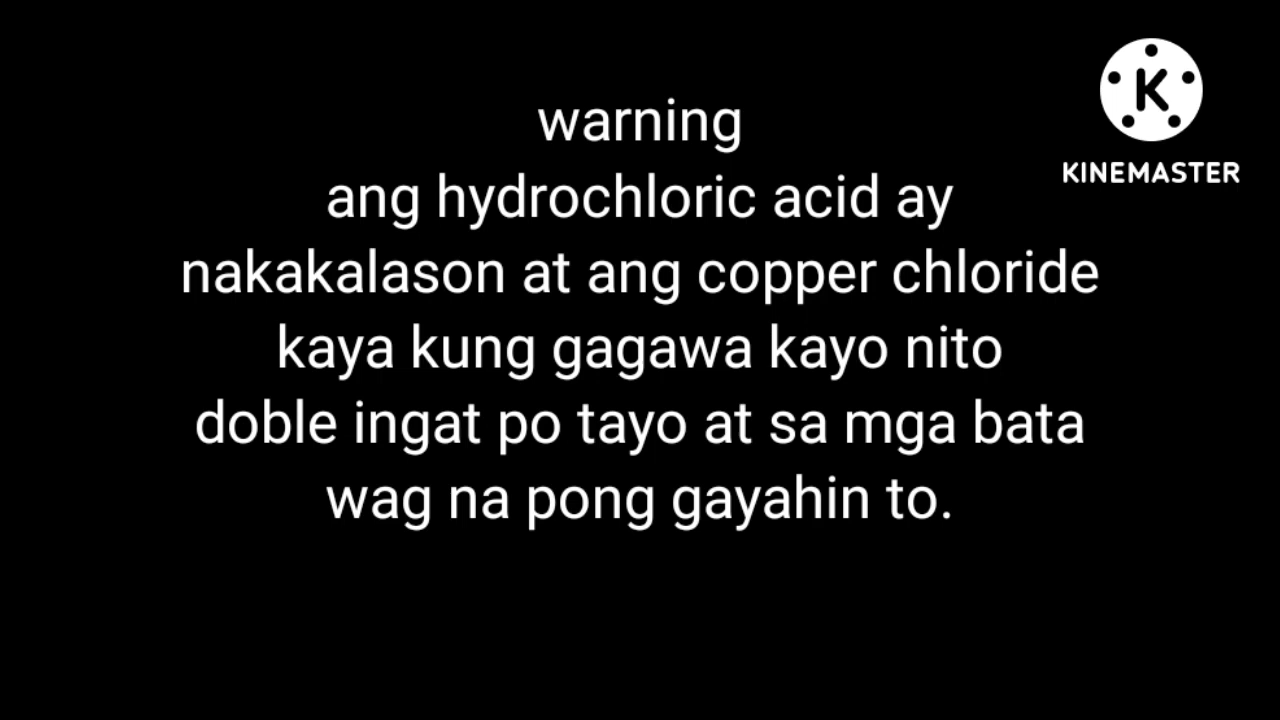 warning
ang hydrochloric acid ay
nakakalason at ang copper chloride
kaya kung gagawa kayo nito
doble ingat po tayo at sa mga bata
wag na pong gayahin to.
K
KINEMASTER